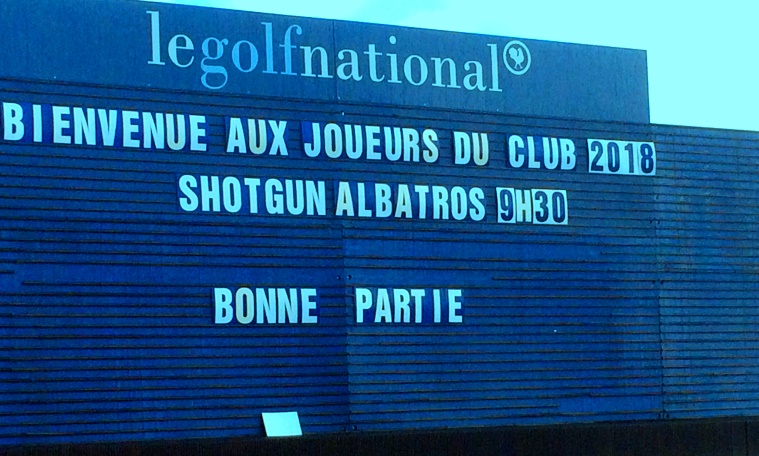 legolfnational
BIENVENUE AUX JOUEURS DU CLUB 2018
SHOTGUN ALBATROS 9H30
BONNE PARTIE